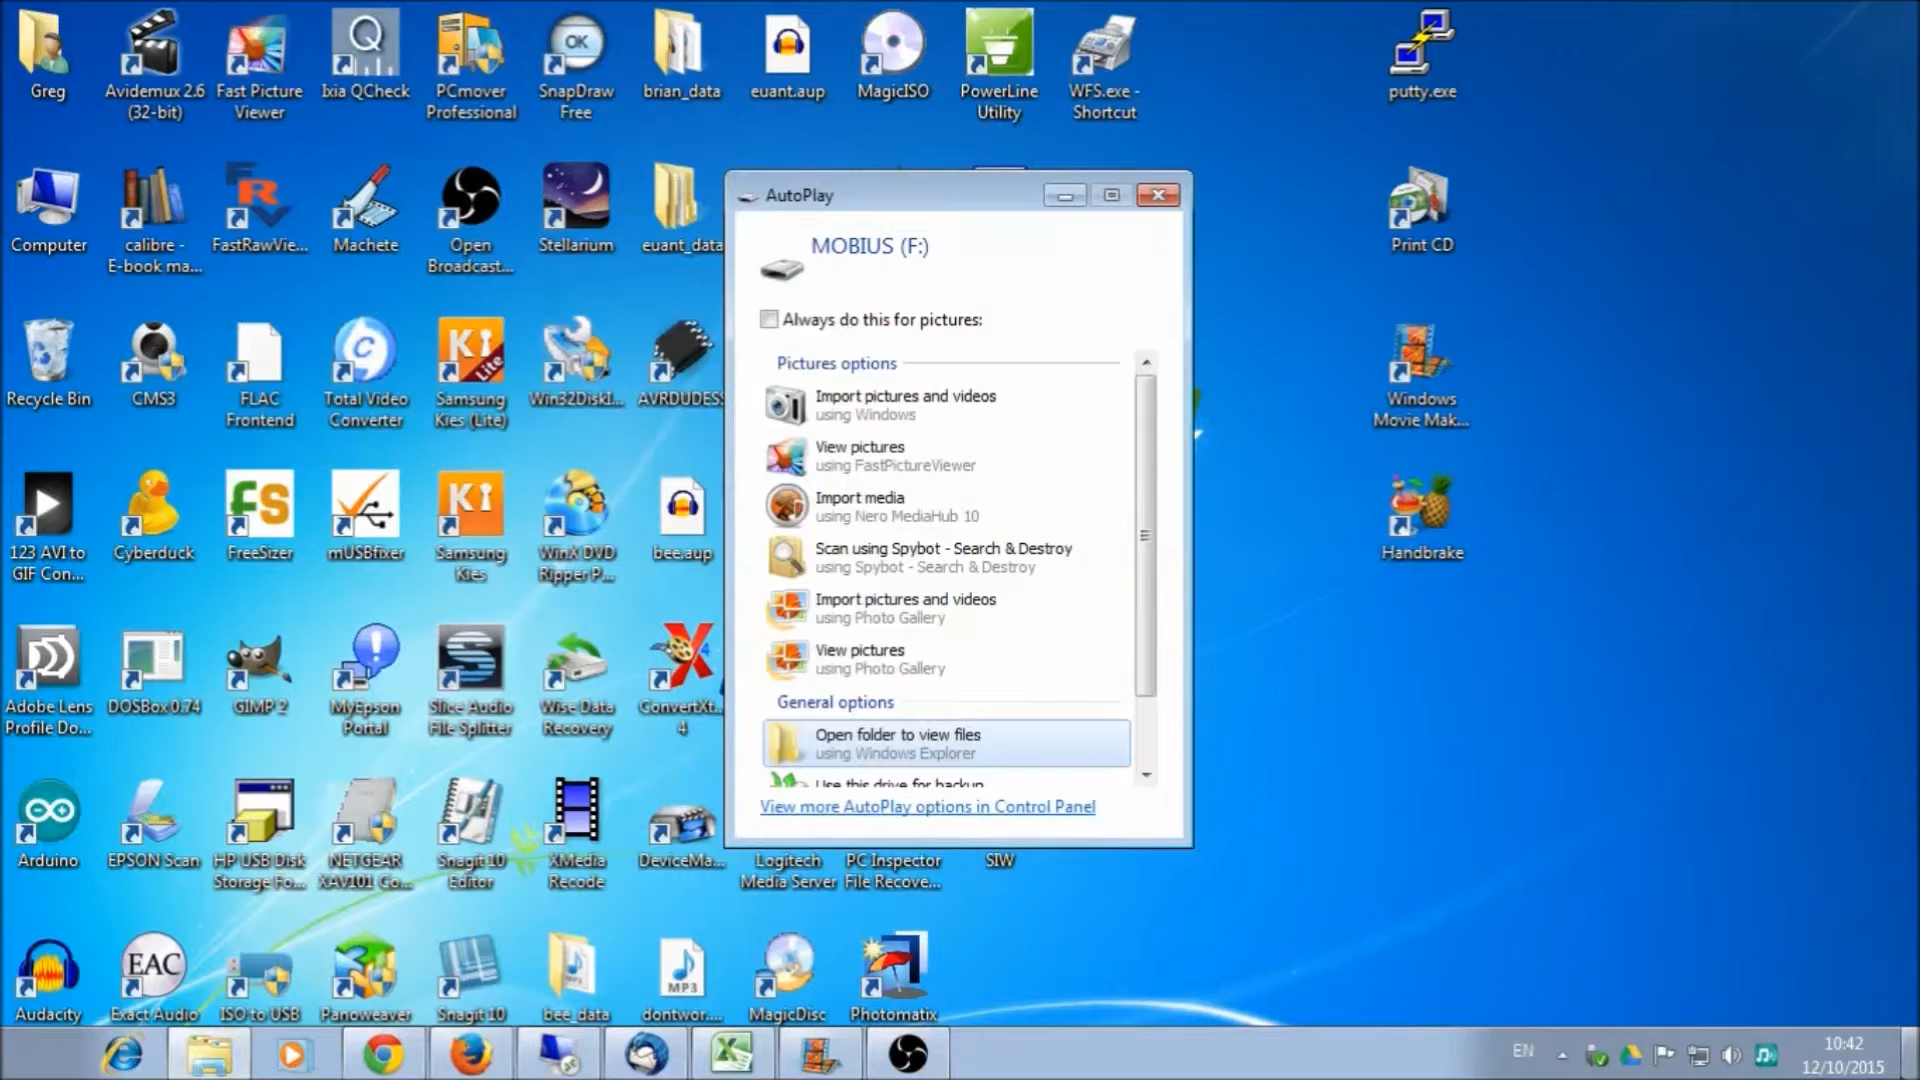 Greg
Avidemux 2.6
(32-bit)
Fast Picture
Viewer
Ixia QCheck
PCmover
Professional
OK
SnapDraw
Free
brian_data
euant.aup
MagicISO
PowerLine
Utility
WFS.exe -
Shortcut
putty.exe
Computer
calibre -
E-book ma...
FastRawVie...
Machete
Open
Broadcast...
Stellarium
euant_data
Print CD
Recycle Bin
CMS3
FLAC
Frontend
Total Video
Converter
Ki
Lite
Samsung
Kies (Lite)
Win32DiskI...
AVRDUDESS
Windows
Movie Mak...
123 AVI to
GIF Con...
Cyberduck
fs
FreeSizer
mUSBfixer
Ki
Samsung
Kies
WinX DVD
Ripper P...
bee.aup
Handbrake
Adobe Lens
Profile Do...
DOSBox 0.74
GIMP 2
MyEpson
Portal
Slice Audio
File Splitter
Wise Data
Recovery
ConvertXt...
4
Arduino
EPSON Scan
HP USB Disk
Storage Fo...
NETGEAR
XAV101 Co...
Snagit 10
Editor
XMedia
Recode
DeviceMa...
Logitech
Media Server
PC Inspector
File Recove...
SIW
Audacity
EAC
Exact Audio
ISO to USB
Panoweaver
Snagit 10
bee_data
MP3
dontwor....
MagicDisc
Photomatix
AutoPlay
MOBIUS (F:)
Always do this for pictures:
Pictures options
Import pictures and videos
using Windows
View pictures
using FastPictureViewer
Import media
using Nero MediaHub 10
Scan using Spybot - Search & Destroy
using Spybot - Search & Destroy
Import pictures and videos
using Photo Gallery
View pictures
using Photo Gallery
General options
Open folder to view files
using Windows Explorer
Use this drive for backup
View more AutoPlay options in Control Panel
EN
10:42
12/10/2015